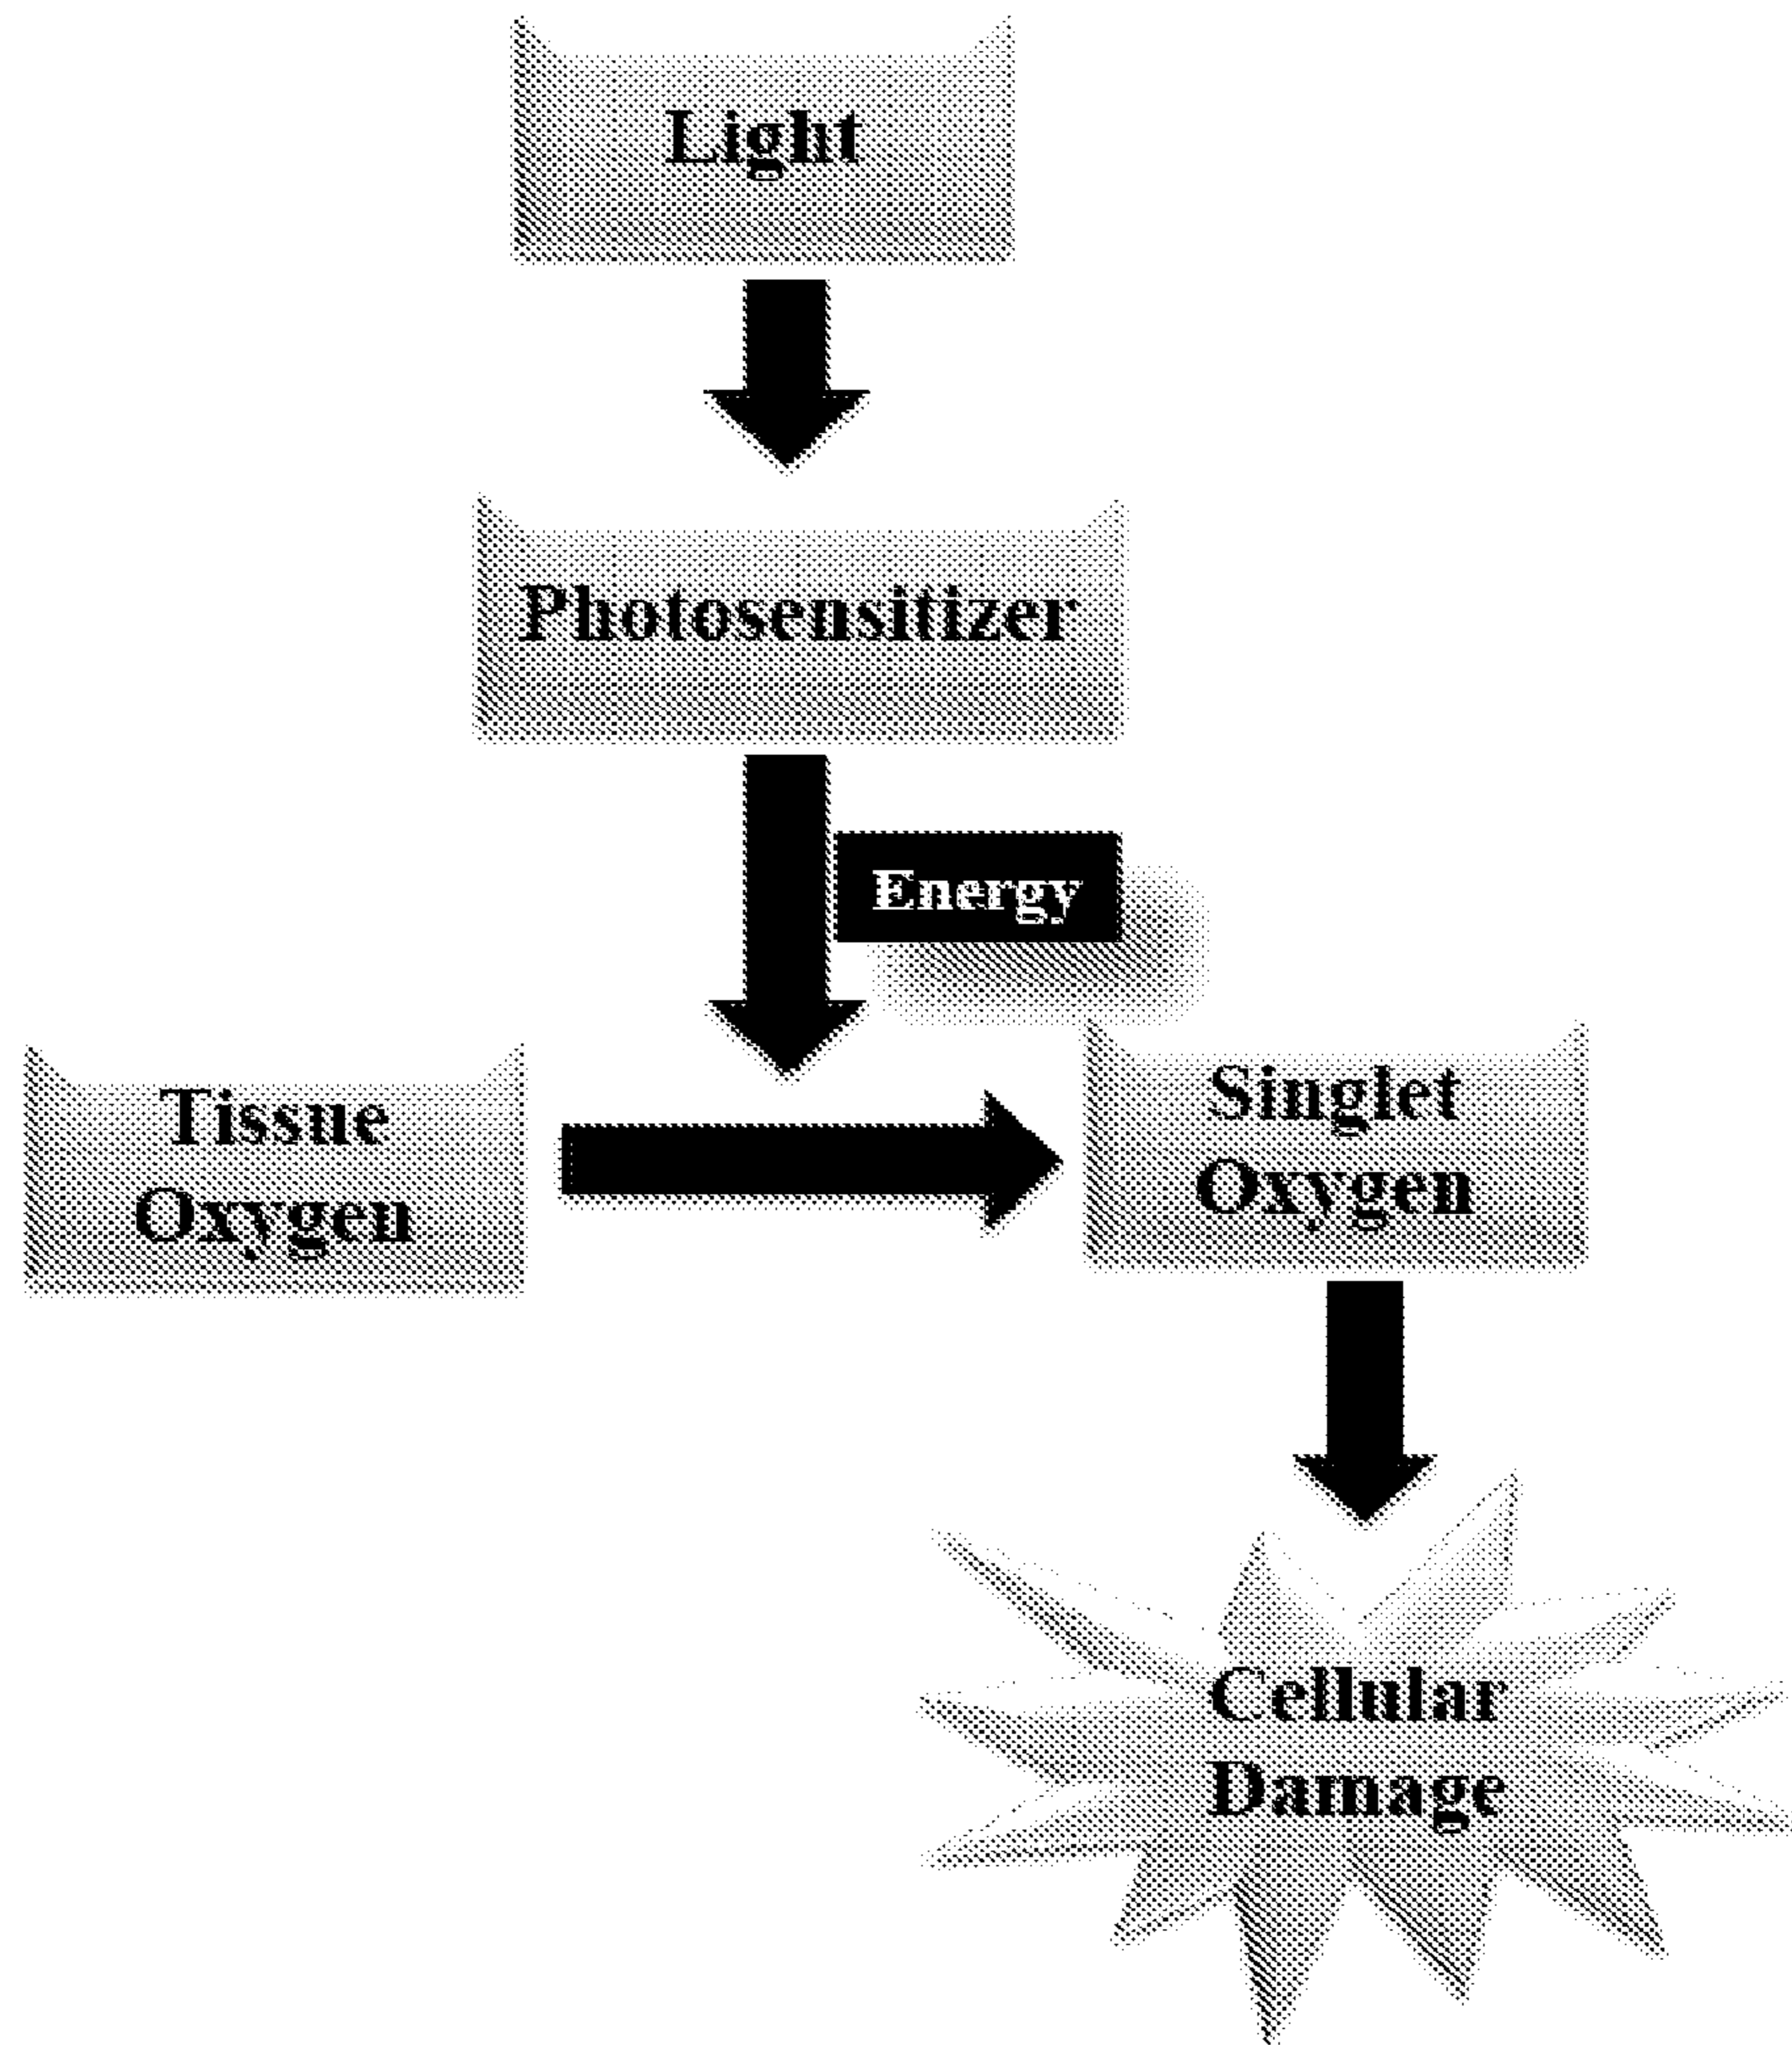 Light
Photosensitizer
Energy
Tissue
Oxygen
Singlet
Oxygen
Cellular
Damage